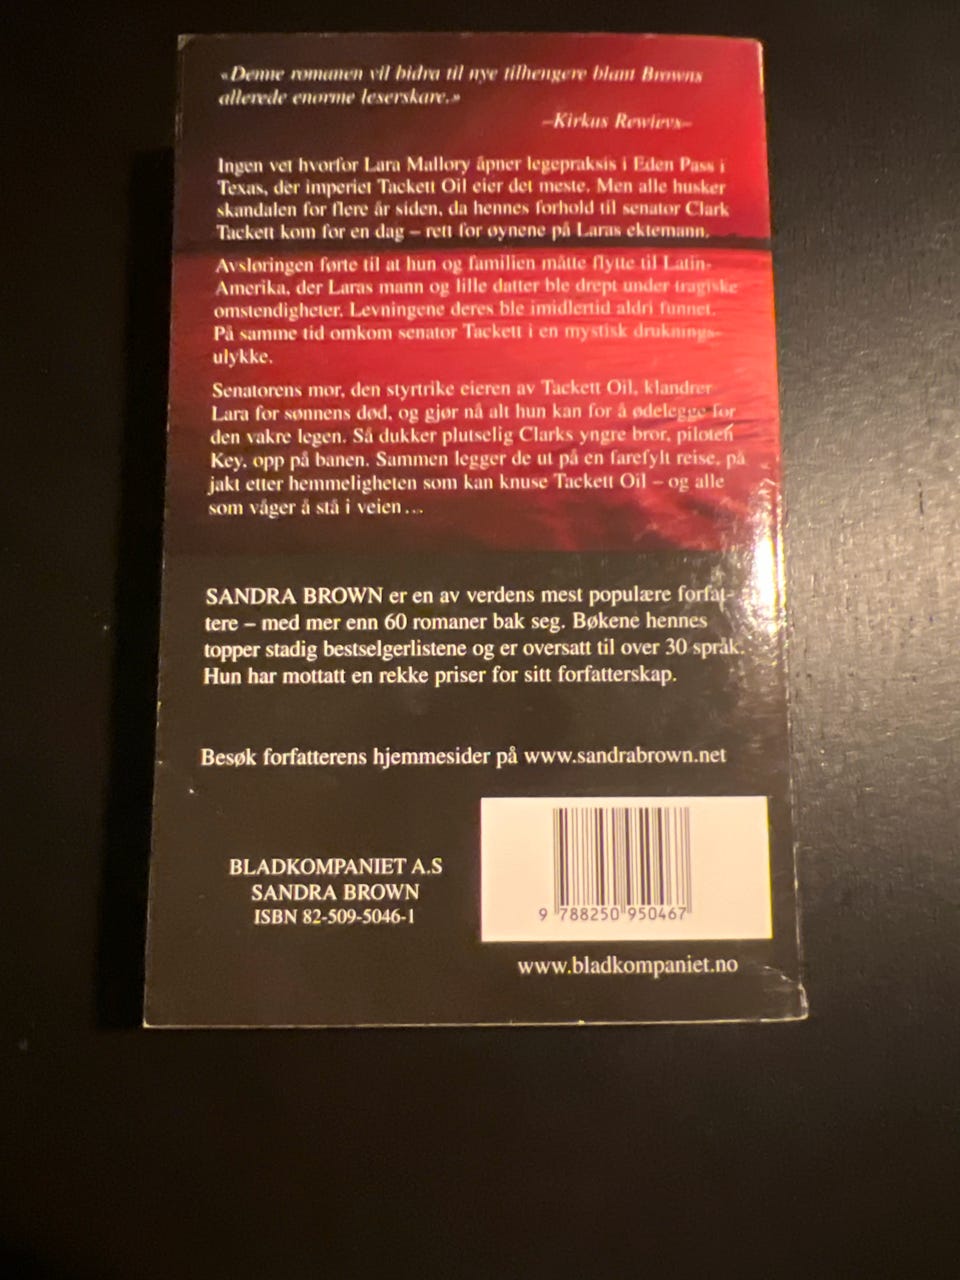 «Denne romanen vil bidra til nye tilhengere blant Browns
allerede enorme leserskare.»
–Kirkus Rewievs–
Ingen vet hvorfor Lara Mallory åpner legepraksis i Eden Pass i
Texas, der imperiet Tackett Oil eier det meste. Men alle husker
skandalen for flere år siden, da hennes forhold til senator Clark
Tackett kom for en dag – rett for øynene på Laras ektemann.
Avsløringen førte til at hun og familien måtte flytte til Latin-
Amerika, der Laras mann og lille datter ble drept under tragiske
omstendigheter. Levningene deres ble imidlertid aldri funnet.
På samme tid omkom senator Tackett i en mystisk druknings-
ulykke.
Senatorens mor, den styrtrike eieren av Tackett Oil, klandrer
Lara for sønnens død, og gjør nå alt hun kan for å ødelegge for
den vakre legen. Så dukker plutselig Clarks yngre bror, piloten
Key, opp på banen. Sammen legger de ut på en farefylt reise, på
jakt etter hemmeligheten som kan knuse Tackett Oil – og alle
som våger å stå i veien...
SANDRA BROWN er en av verdens mest populære forfat-
tere – med mer enn 60 romaner bak seg. Bøkene hennes
topper stadig bestselgerlistene og er oversatt til over 30 språk.
Hun har mottatt en rekke priser for sitt forfatterskap.
Besøk forfatterens hjemmesider på www.sandrabrown.net
BLADKOMPANIET A.S
SANDRA BROWN
ISBN 82-509-5046-1
9 788250 950467
www.bladkompaniet.no